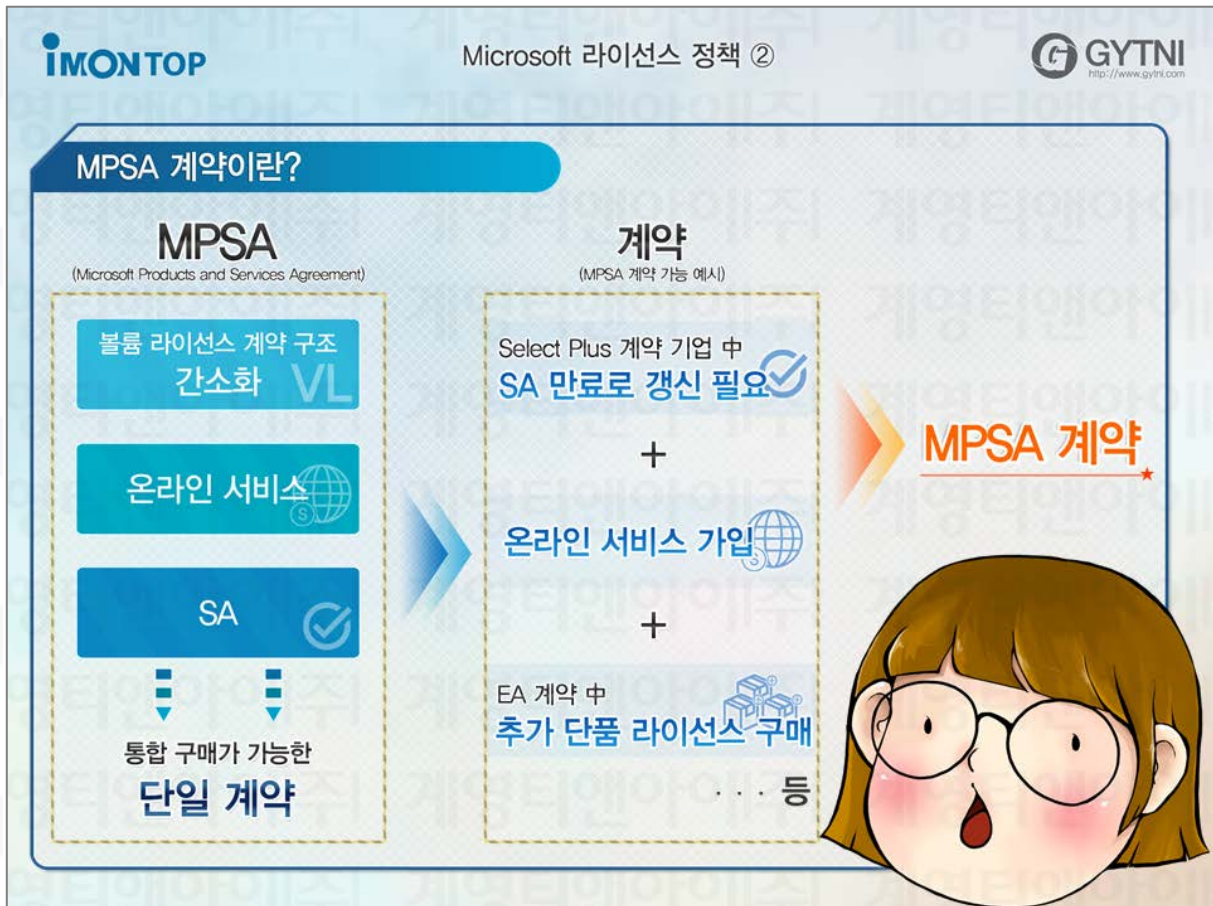 iMONTOP
Microsoft 라이선스 정책 ②
G GYTNI
http://www.gytni.com
MPSA 계약이란?
MPSA
(Microsoft Products and Services Agreement)
볼륨 라이선스 계약 구조
간소화 VL
온라인 서비스
S
SA
통합 구매가 가능한
단일 계약
계약
(MPSA 계약 가능 예시)
Select Plus 계약 기업 中
SA 만료로 갱신 필요
+
온라인 서비스 가입
S
+
EA 계약 中
추가 단품 라이선스 구매
· · · 등
MPSA 계약